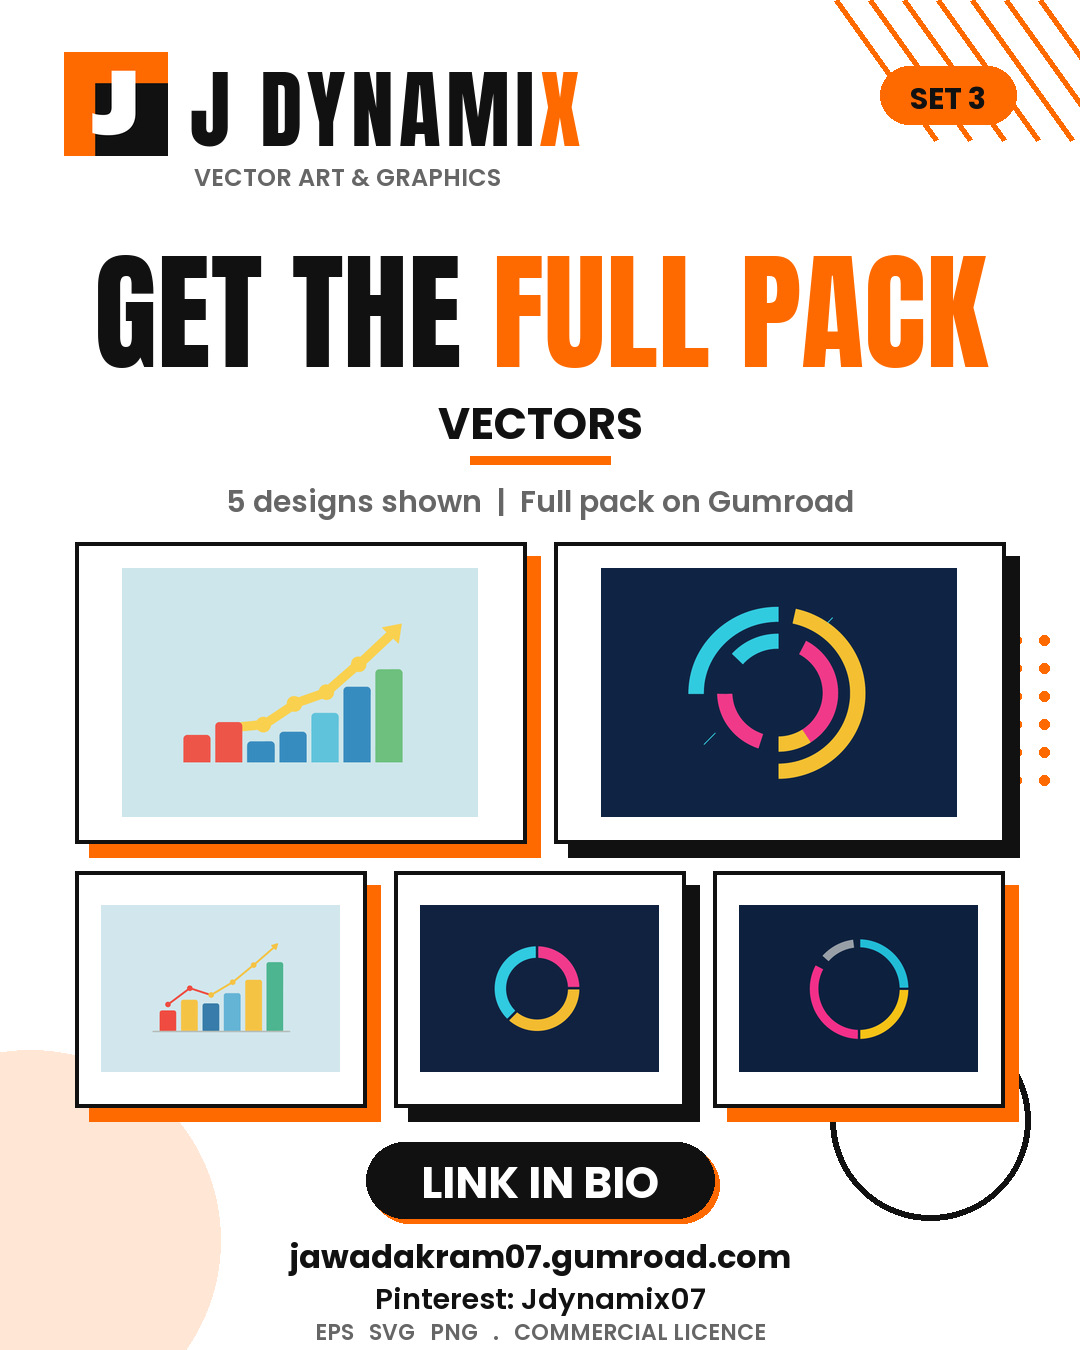 J
J DYNAMIX
SET 3
VECTOR ART & GRAPHICS
GET THE FULL PACK
VECTORS
5 designs shown | Full pack on Gumroad
LINK IN BIO
jawadakram07.gumroad.com
Pinterest: Jdynamix07
EPS SVG PNG . COMMERCIAL LICENCE